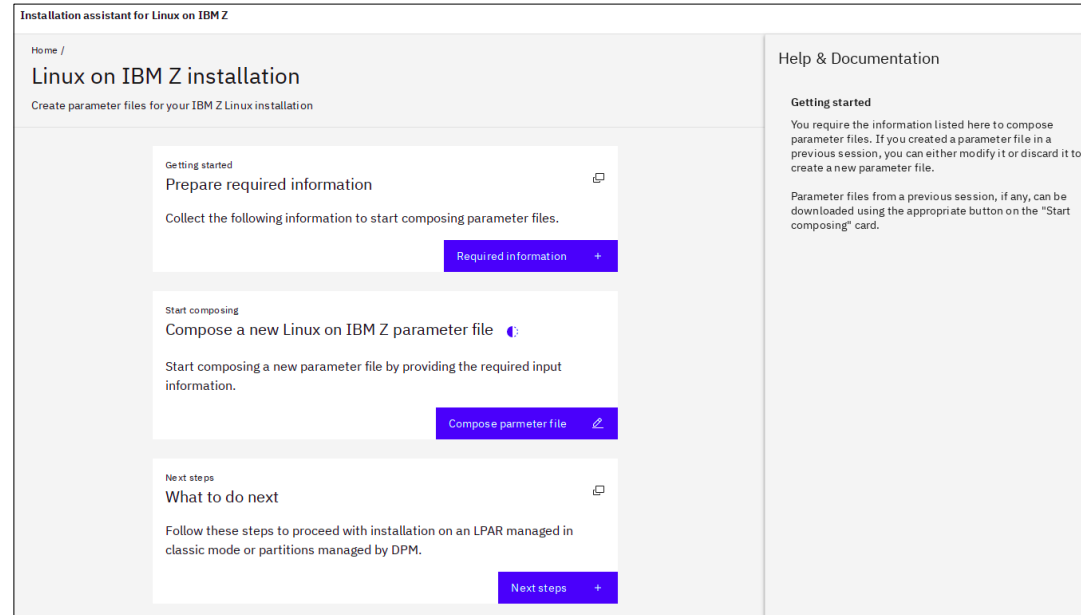 Installation assistant for Linux on IBM Z
Home /
Linux on IBM Z installation
Create parameter files for your IBM Z Linux installation
Getting started
Prepare required information
Collect the following information to start composing parameter files.
Required information +
Start composing
Compose a new Linux on IBM Z parameter file
Start composing a new parameter file by providing the required input
information.
Compose parmeter file
Next steps
What to do next
Follow these steps to proceed with installation on an LPAR managed in
classic mode or partitions managed by DPM.
Next steps +
Help & Documentation
Getting started
You require the information listed here to compose
parameter files. If you created a parameter file in a
previous session, you can either modify it or discard it to
create a new parameter file.
Parameter files from a previous session, if any, can be
downloaded using the appropriate button on the "Start
composing" card.